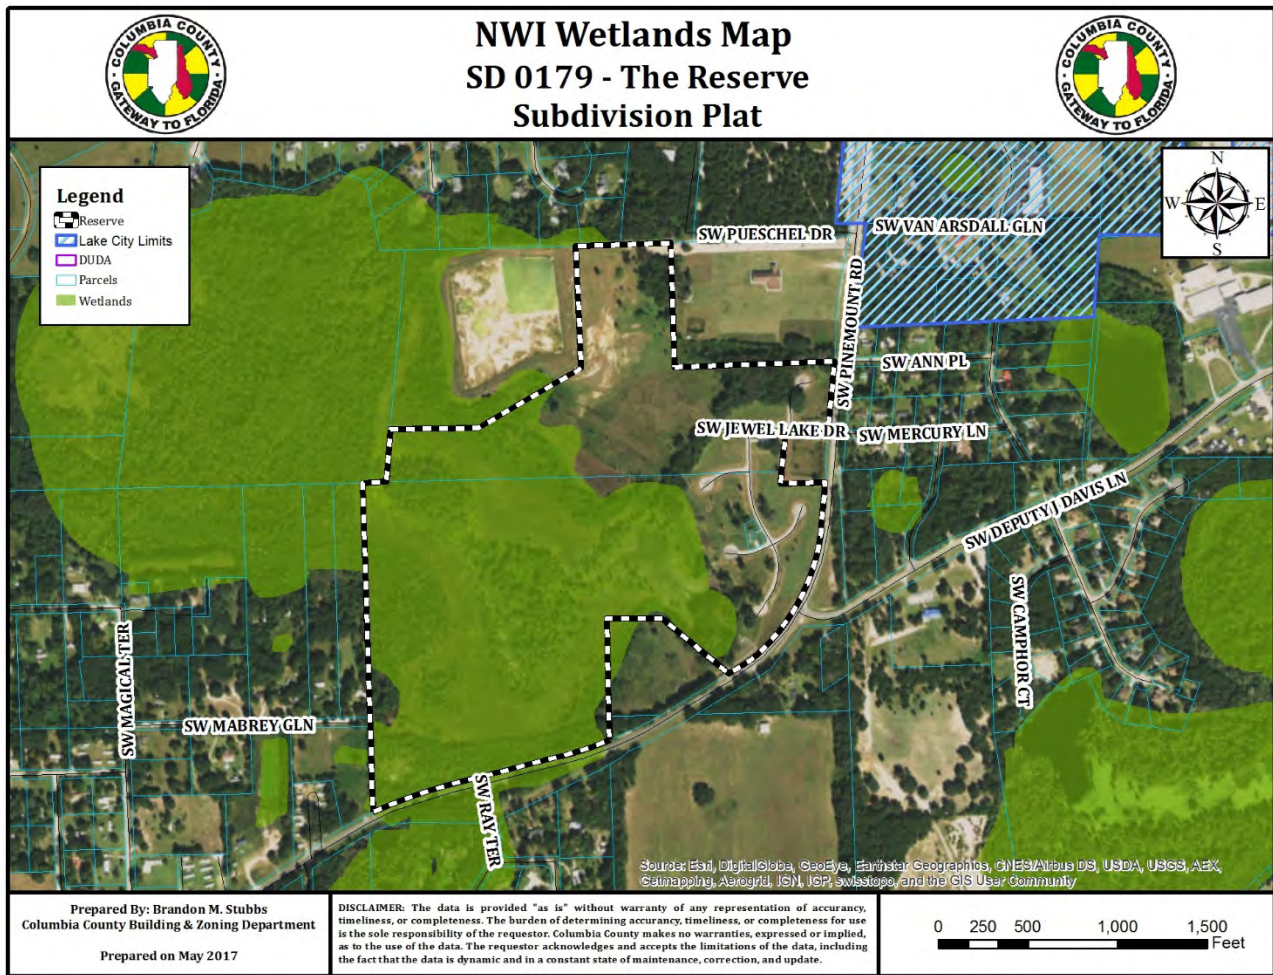 NWI Wetlands Map
SD 0179 - The Reserve
Subdivision Plat
COLUMBIA COUNTY
GATEWAY TO FLORIDA
COLUMBIA COUNTY
GATEWAY TO FLORIDA
Legend
Reserve
Lake City Limits
DUDA
Parcels
Wetlands
N
W
E
S
SW PUESCHEL DR
SW VAN ARSDALL GLN
SW PINEMOUNT RD
SW ANN PL
SW JEWEL LAKE DR
SW MERCURY LN
SW DEPUTY J DAVIS LN
SW CAMPHOR CT
SW MAGICAL TER
SW MABREY GLN
SW RAY TER
Source: Esri, DigitalGlobe, GeoEye, Earthstar Geographics, CNES/Airbus DS, USDA, USGS, AEX,
Getmapping, Aerogrid, IGN, IGP, swisstopo, and the GIS User Community
Prepared By: Brandon M. Stubbs
Columbia County Building & Zoning Department
Prepared on May 2017
DISCLAIMER: The data is provided "as is" without warranty of any representation of accuracy,
timeliness, or completeness. The burden of determining accuracy, timeliness, or completeness for use
is the sole responsibility of the requestor. Columbia County makes no warranties, expressed or implied,
as to the use of the data. The requestor acknowledges and accepts the limitations of the data, including
the fact that the data is dynamic and in a constant state of maintenance, correction, and update.
0 250 500 1,000 1,500
Feet